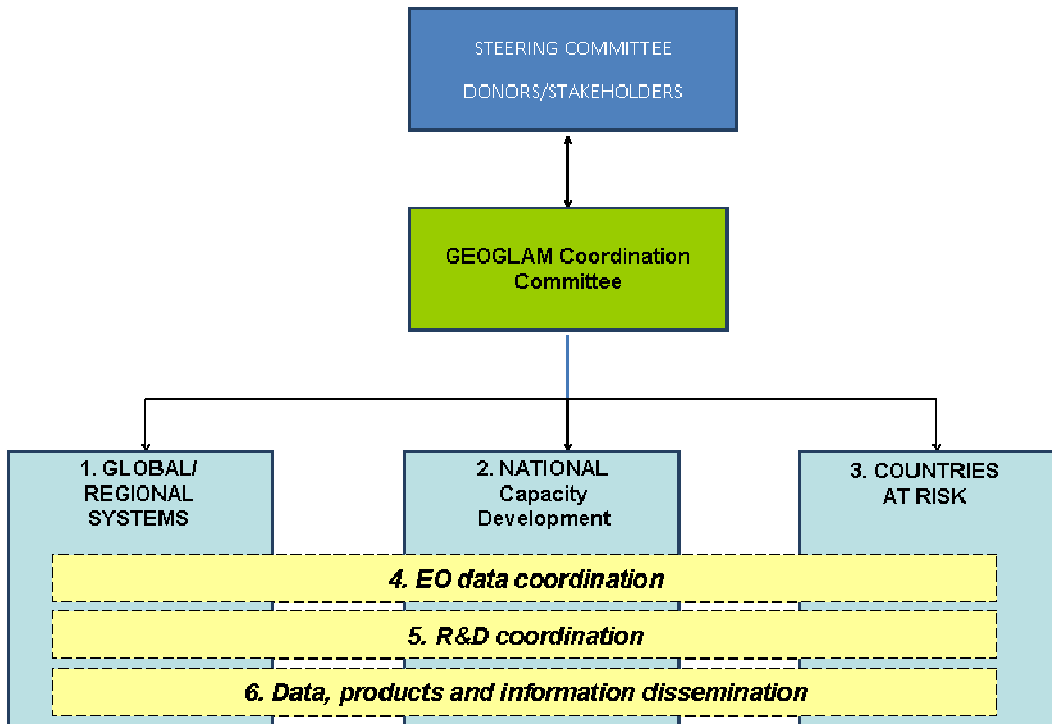 STEERING COMMITTEE
DONORS/STAKEHOLDERS
GEOGLAM Coordination
Committee
1. GLOBAL/
REGIONAL
SYSTEMS
2. NATIONAL
Capacity
Development
3. COUNTRIES
AT RISK
4. EO data coordination
5. R&D coordination
6. Data, products and information dissemination